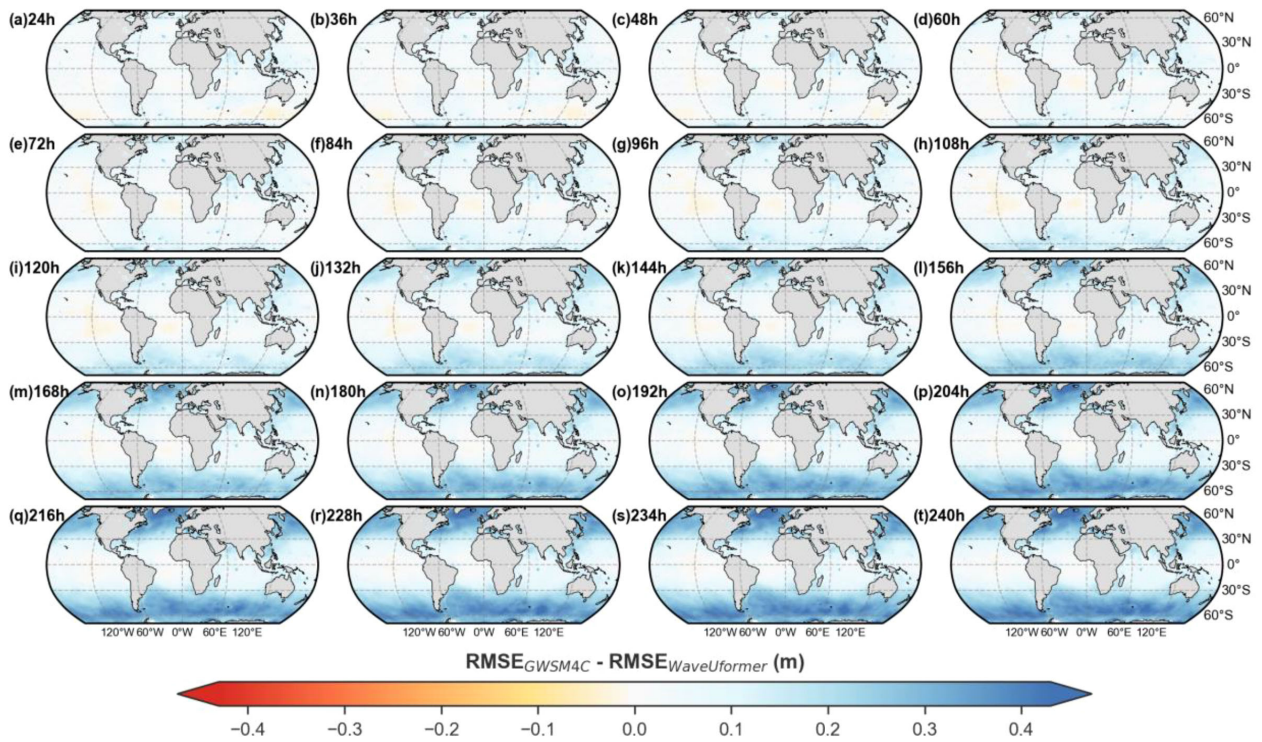 (a)24h (b)36h (c)48h (d)60h 60°N
30°N
0°
30°S
60°S
(e)72h (f)84h (g)96h (h)108h 60°N
30°N
0°
30°S
60°S
(i)120h (j)132h (k)144h (l)156h 60°N
30°N
0°
30°S
60°S
(m)168h (n)180h (o)192h (p)204h 60°N
30°N
0°
30°S
60°S
(q)216h (r)228h (s)234h (t)240h 60°N
30°N
0°
30°S
60°S
120°W 60°W 0°W 60°E 120°E 120°W 60°W 0°W 60°E 120°E 120°W 60°W 0°W 60°E 120°E 120°W 60°W 0°W 60°E 120°E
RMSE_GWSM4C - RMSE_WaveUformer (m)
−0.4 −0.3 −0.2 −0.1 0.0 0.1 0.2 0.3 0.4